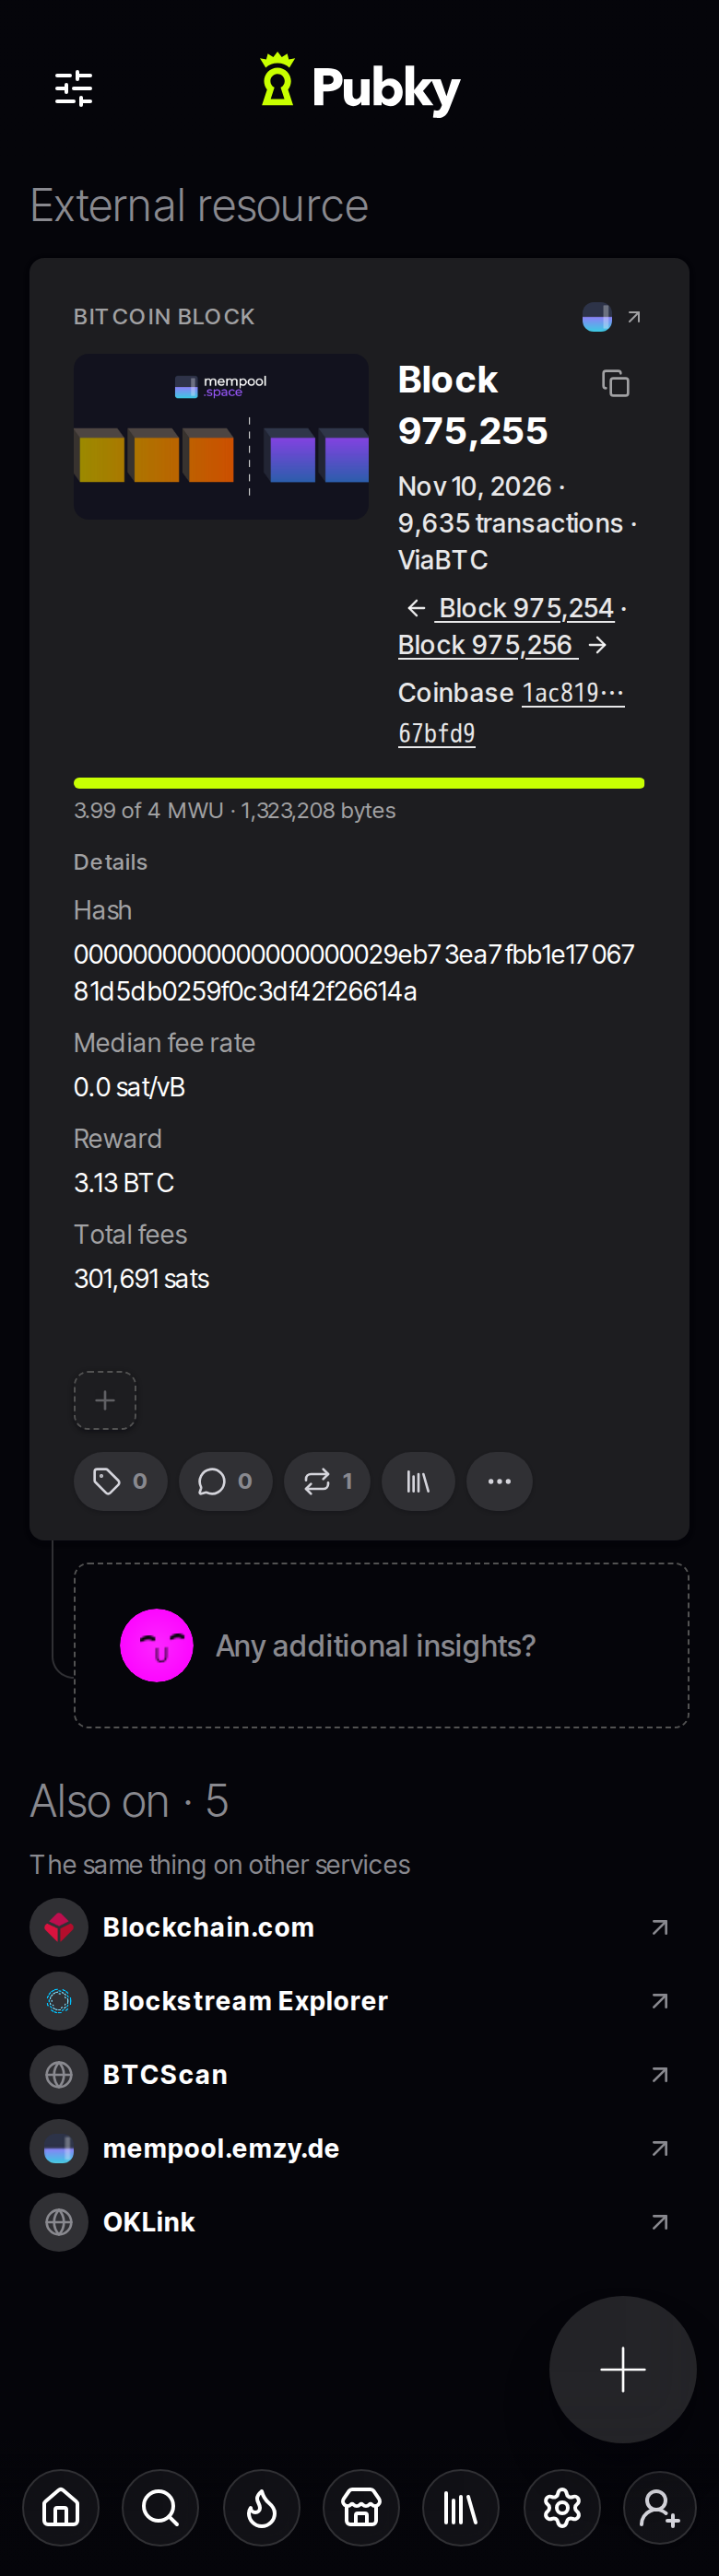 Pubky
External resource
BITCOIN BLOCK
mempool
.space
Block
975,255
Nov 10, 2026 ·
9,635 transactions ·
ViaBTC
← Block 975,254 ·
Block 975,256 →
Coinbase 1ac819…
67bfd9
3.99 of 4 MWU · 1,323,208 bytes
Details
Hash
00000000000000000000029eb73ea7fbb1e17067
81d5db0259f0c3df42f26614a
Median fee rate
0.0 sat/vB
Reward
3.13 BTC
Total fees
301,691 sats
0
0
1
Any additional insights?
Also on · 5
The same thing on other services
Blockchain.com
Blockstream Explorer
BTCScan
mempool.emzy.de
OKLink